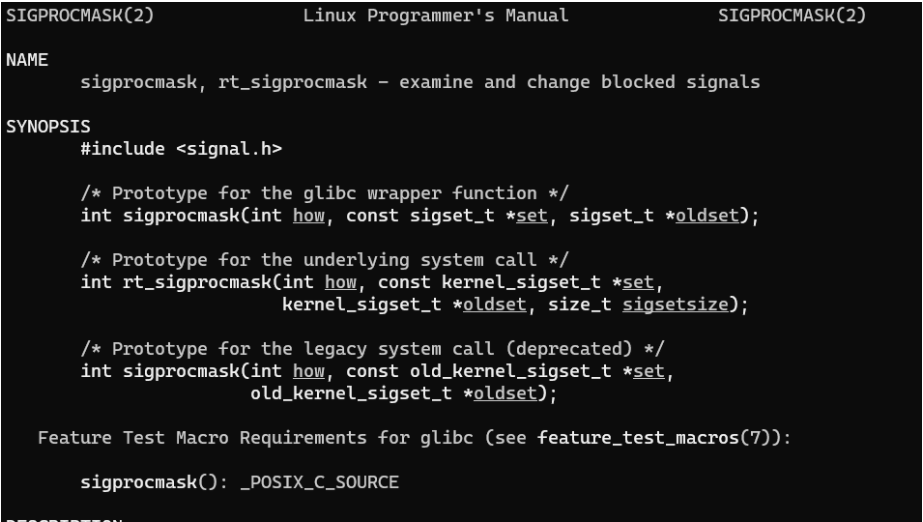 SIGPROCMASK(2) Linux Programmer's Manual SIGPROCMASK(2)
NAME
sigprocmask, rt_sigprocmask - examine and change blocked signals
SYNOPSIS
#include <signal.h>
/* Prototype for the glibc wrapper function */
int sigprocmask(int how, const sigset_t *set, sigset_t *oldset);
/* Prototype for the underlying system call */
int rt_sigprocmask(int how, const kernel_sigset_t *set,
kernel_sigset_t *oldset, size_t sigsetsize);
/* Prototype for the legacy system call (deprecated) */
int sigprocmask(int how, const old_kernel_sigset_t *set,
old_kernel_sigset_t *oldset);
Feature Test Macro Requirements for glibc (see feature_test_macros(7)):
sigprocmask(): _POSIX_C_SOURCE
DESCRIPTION